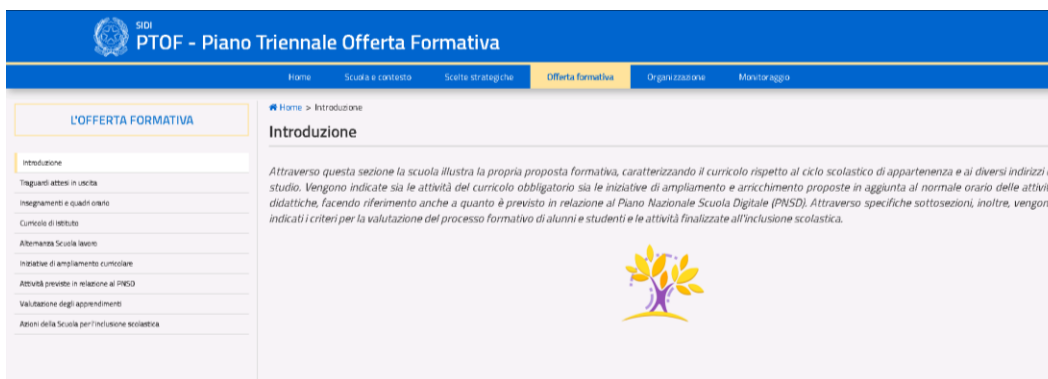 SIDI
PTOF - Piano Triennale Offerta Formativa
Home Scuola e contesto Scelte strategiche Offerta formativa Organizzazione Monitoraggio
L'OFFERTA FORMATIVA
Introduzione
Traguardi attesi in uscita
Insegnamenti e quadri orario
Curricolo di Istituto
Alternanza Scuola lavoro
Iniziative di ampliamento curricolare
Attività previste in relazione al PNSD
Valutazione degli apprendimenti
Azioni della Scuola per l'inclusione scolastica
Home > Introduzione
Introduzione
Attraverso questa sezione la scuola illustra la propria proposta formativa, caratterizzando il curricolo rispetto al ciclo scolastico di appartenenza e ai diversi indirizzi
studio. Vengono indicate sia le attività del curricolo obbligatorio sia le iniziative di ampliamento e arricchimento proposte in aggiunta al normale orario delle attivi
didattiche, facendo riferimento anche a quanto è previsto in relazione al Piano Nazionale Scuola Digitale (PNSD). Attraverso specifiche sottosezioni, inoltre, vengon
indicati i criteri per la valutazione del processo formativo di alunni e studenti e le attività finalizzate all'inclusione scolastica.